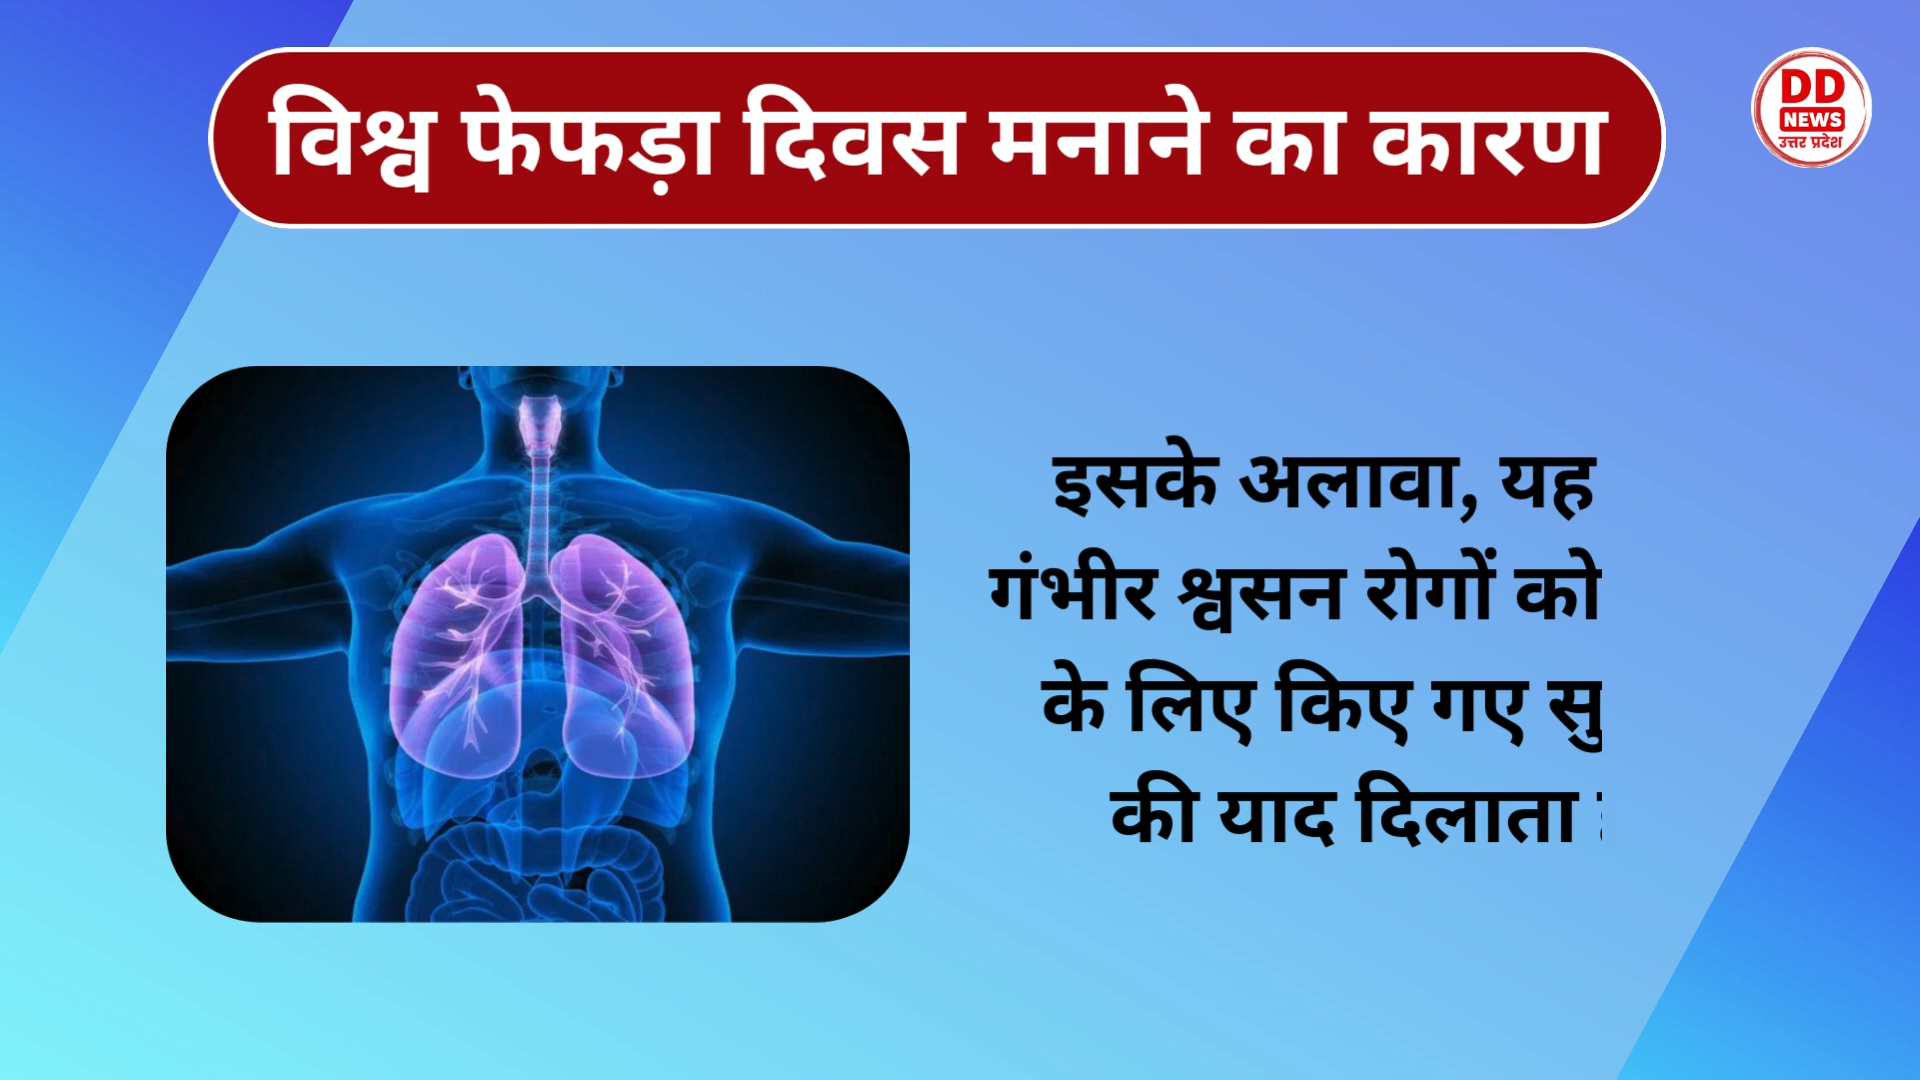 विश्व फेफड़ा दिवस मनाने का कारण
DD
NEWS
उत्तर प्रदेश
इसके अलावा, यह
गंभीर श्वसन रोगों को
के लिए किए गए
की याद दिलाता